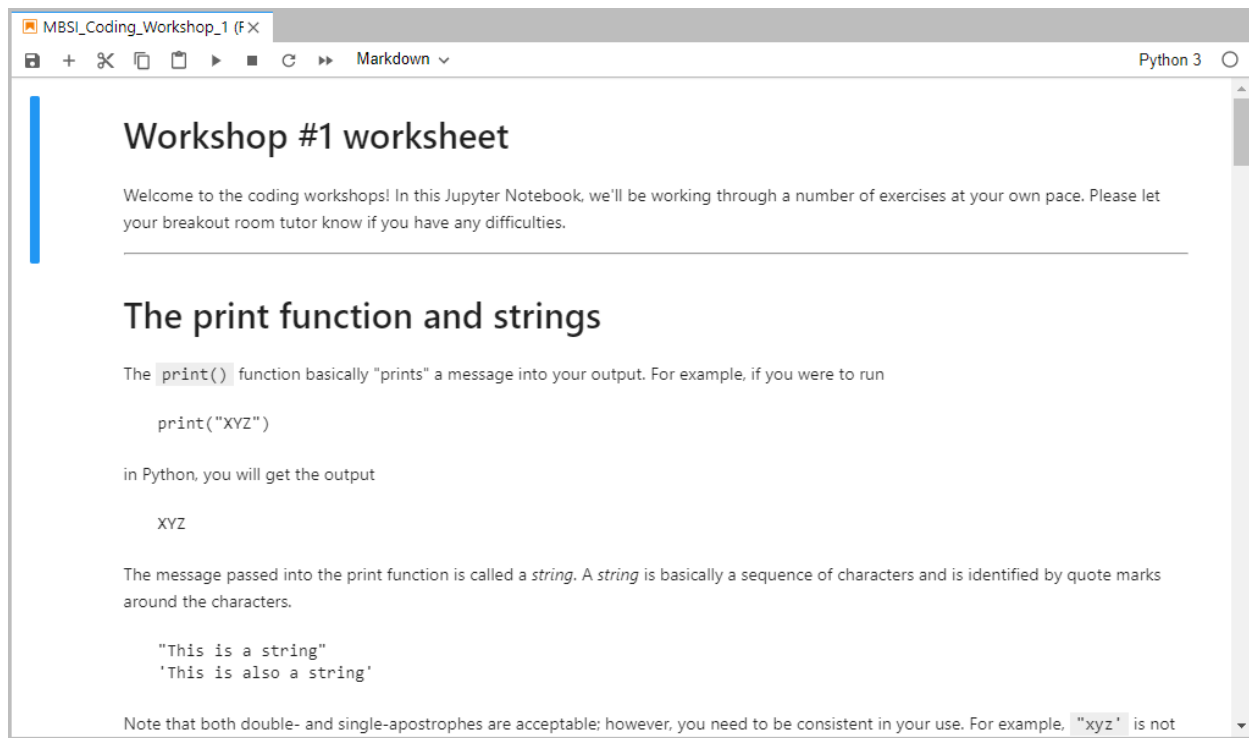 MBSI_Coding_Workshop_1 (F
Markdown
Python 3
Workshop #1 worksheet
Welcome to the coding workshops! In this Jupyter Notebook, we'll be working through a number of exercises at your own pace. Please let
your breakout room tutor know if you have any difficulties.
The print function and strings
The print() function basically "prints" a message into your output. For example, if you were to run
print("XYZ")
in Python, you will get the output
XYZ
The message passed into the print function is called a string. A string is basically a sequence of characters and is identified by quote marks
around the characters.
"This is a string"
'This is also a string'
Note that both double- and single-apostrophes are acceptable; however, you need to be consistent in your use. For example, "xyz' is not